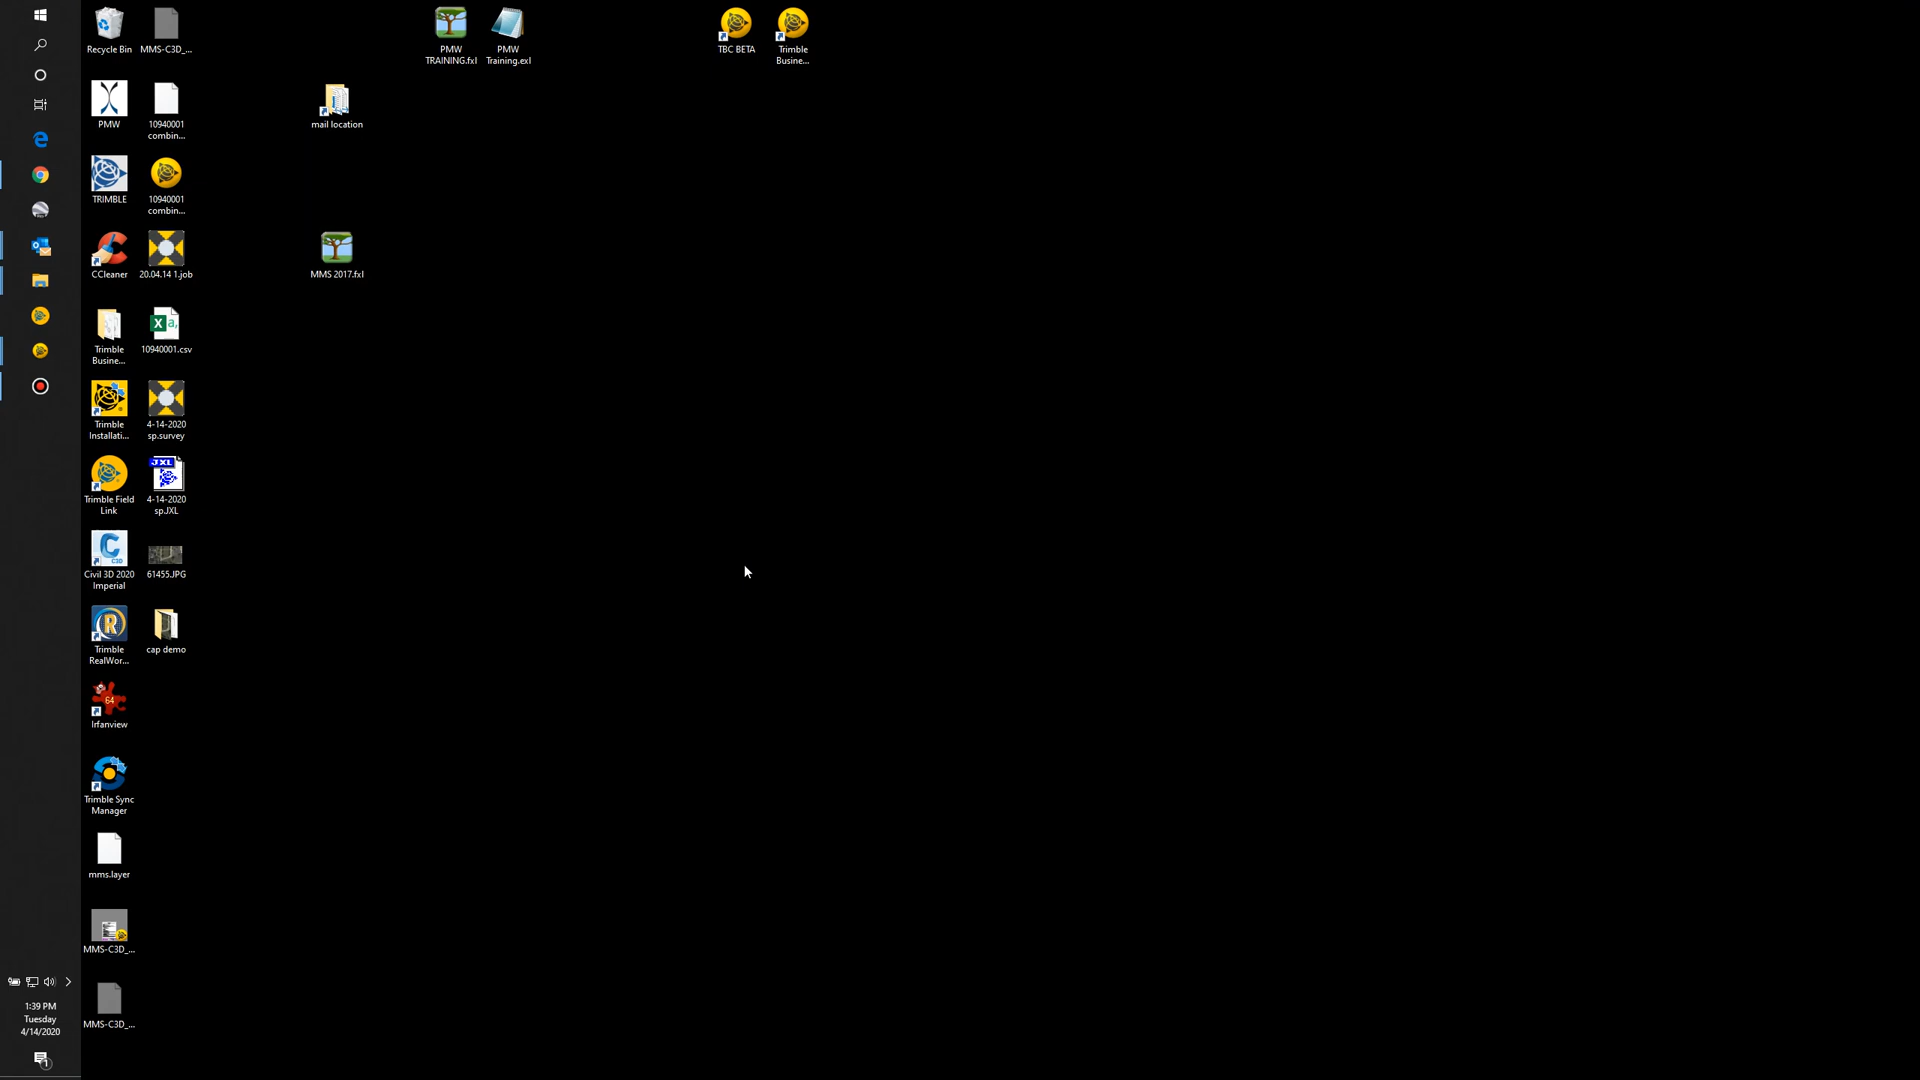 Recycle Bin
MMS-C3D_...
PMW
TRAINING.fxl
PMW
Training.exl
TBC BETA
Trimble
Busine...
PMW
10940001
combin...
mail location
TRIMBLE
10940001
combin...
CCleaner
20.04.14 1.job
MMS 2017.fxl
Trimble
Busine...
10940001.csv
Trimble
Installati...
4-14-2020
sp.survey
JXL
Trimble Field
Link
4-14-2020
sp.JXL
C3D
Civil 3D 2020
Imperial
61455.JPG
Trimble
RealWor...
cap demo
64
Irfanview
Trimble Sync
Manager
mms.layer
MMS-C3D_...
MMS-C3D_...
1:39 PM
Tuesday
4/14/2020
1